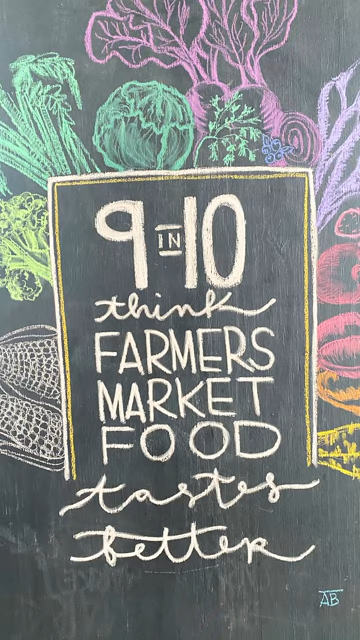 9 IN 10
think
FARMERS
MARKET
FOOD
tastes
better
AB